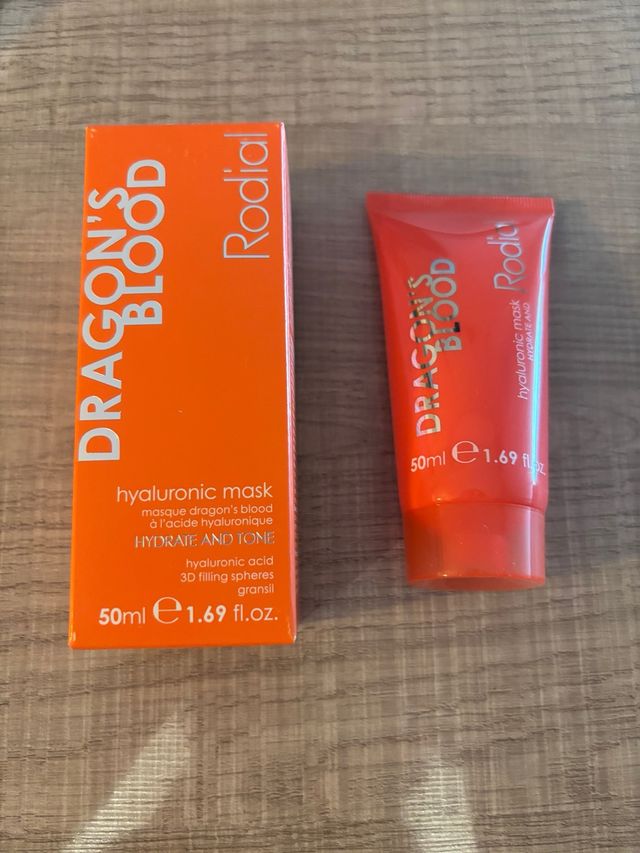 DRAGON'S
BLOOD
Rodial
hyaluronic mask
masque dragon's blood
à l'acide hyaluronique
HYDRATE AND TONE
hyaluronic acid
3D filling spheres
gransil
50ml ℮ 1.69 fl.oz.
DRAGON'S
BLOOD
Rodial
hyaluronic mask
HYDRATE AND
50ml ℮ 1.69 fl.oz.